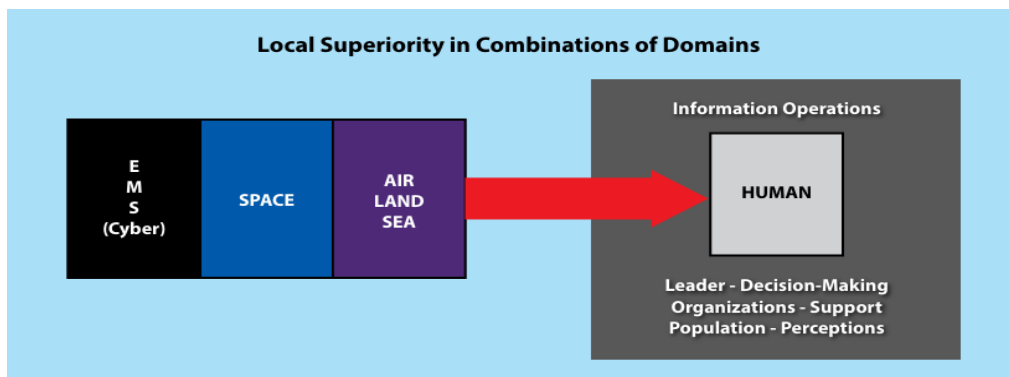 Local Superiority in Combinations of Domains
E
M
S
(Cyber)
SPACE
AIR
LAND
SEA
Information Operations
HUMAN
Leader - Decision-Making
Organizations - Support
Population - Perceptions